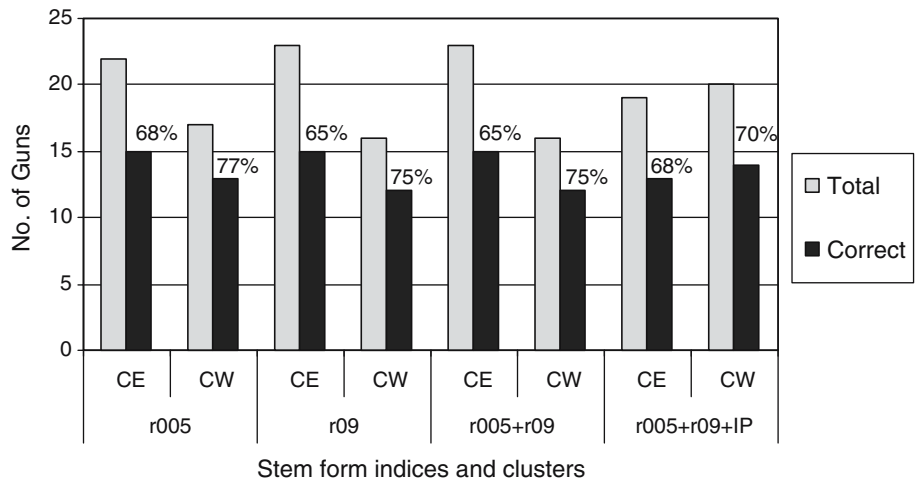 25
20
15
10
5
0
No. of Guns
68%
77%
65%
75%
65%
75%
68%
70%
CE CW CE CW CE CW CE CW
r005 r09 r005+r09 r005+r09+IP
Stem form indices and clusters
Total
Correct